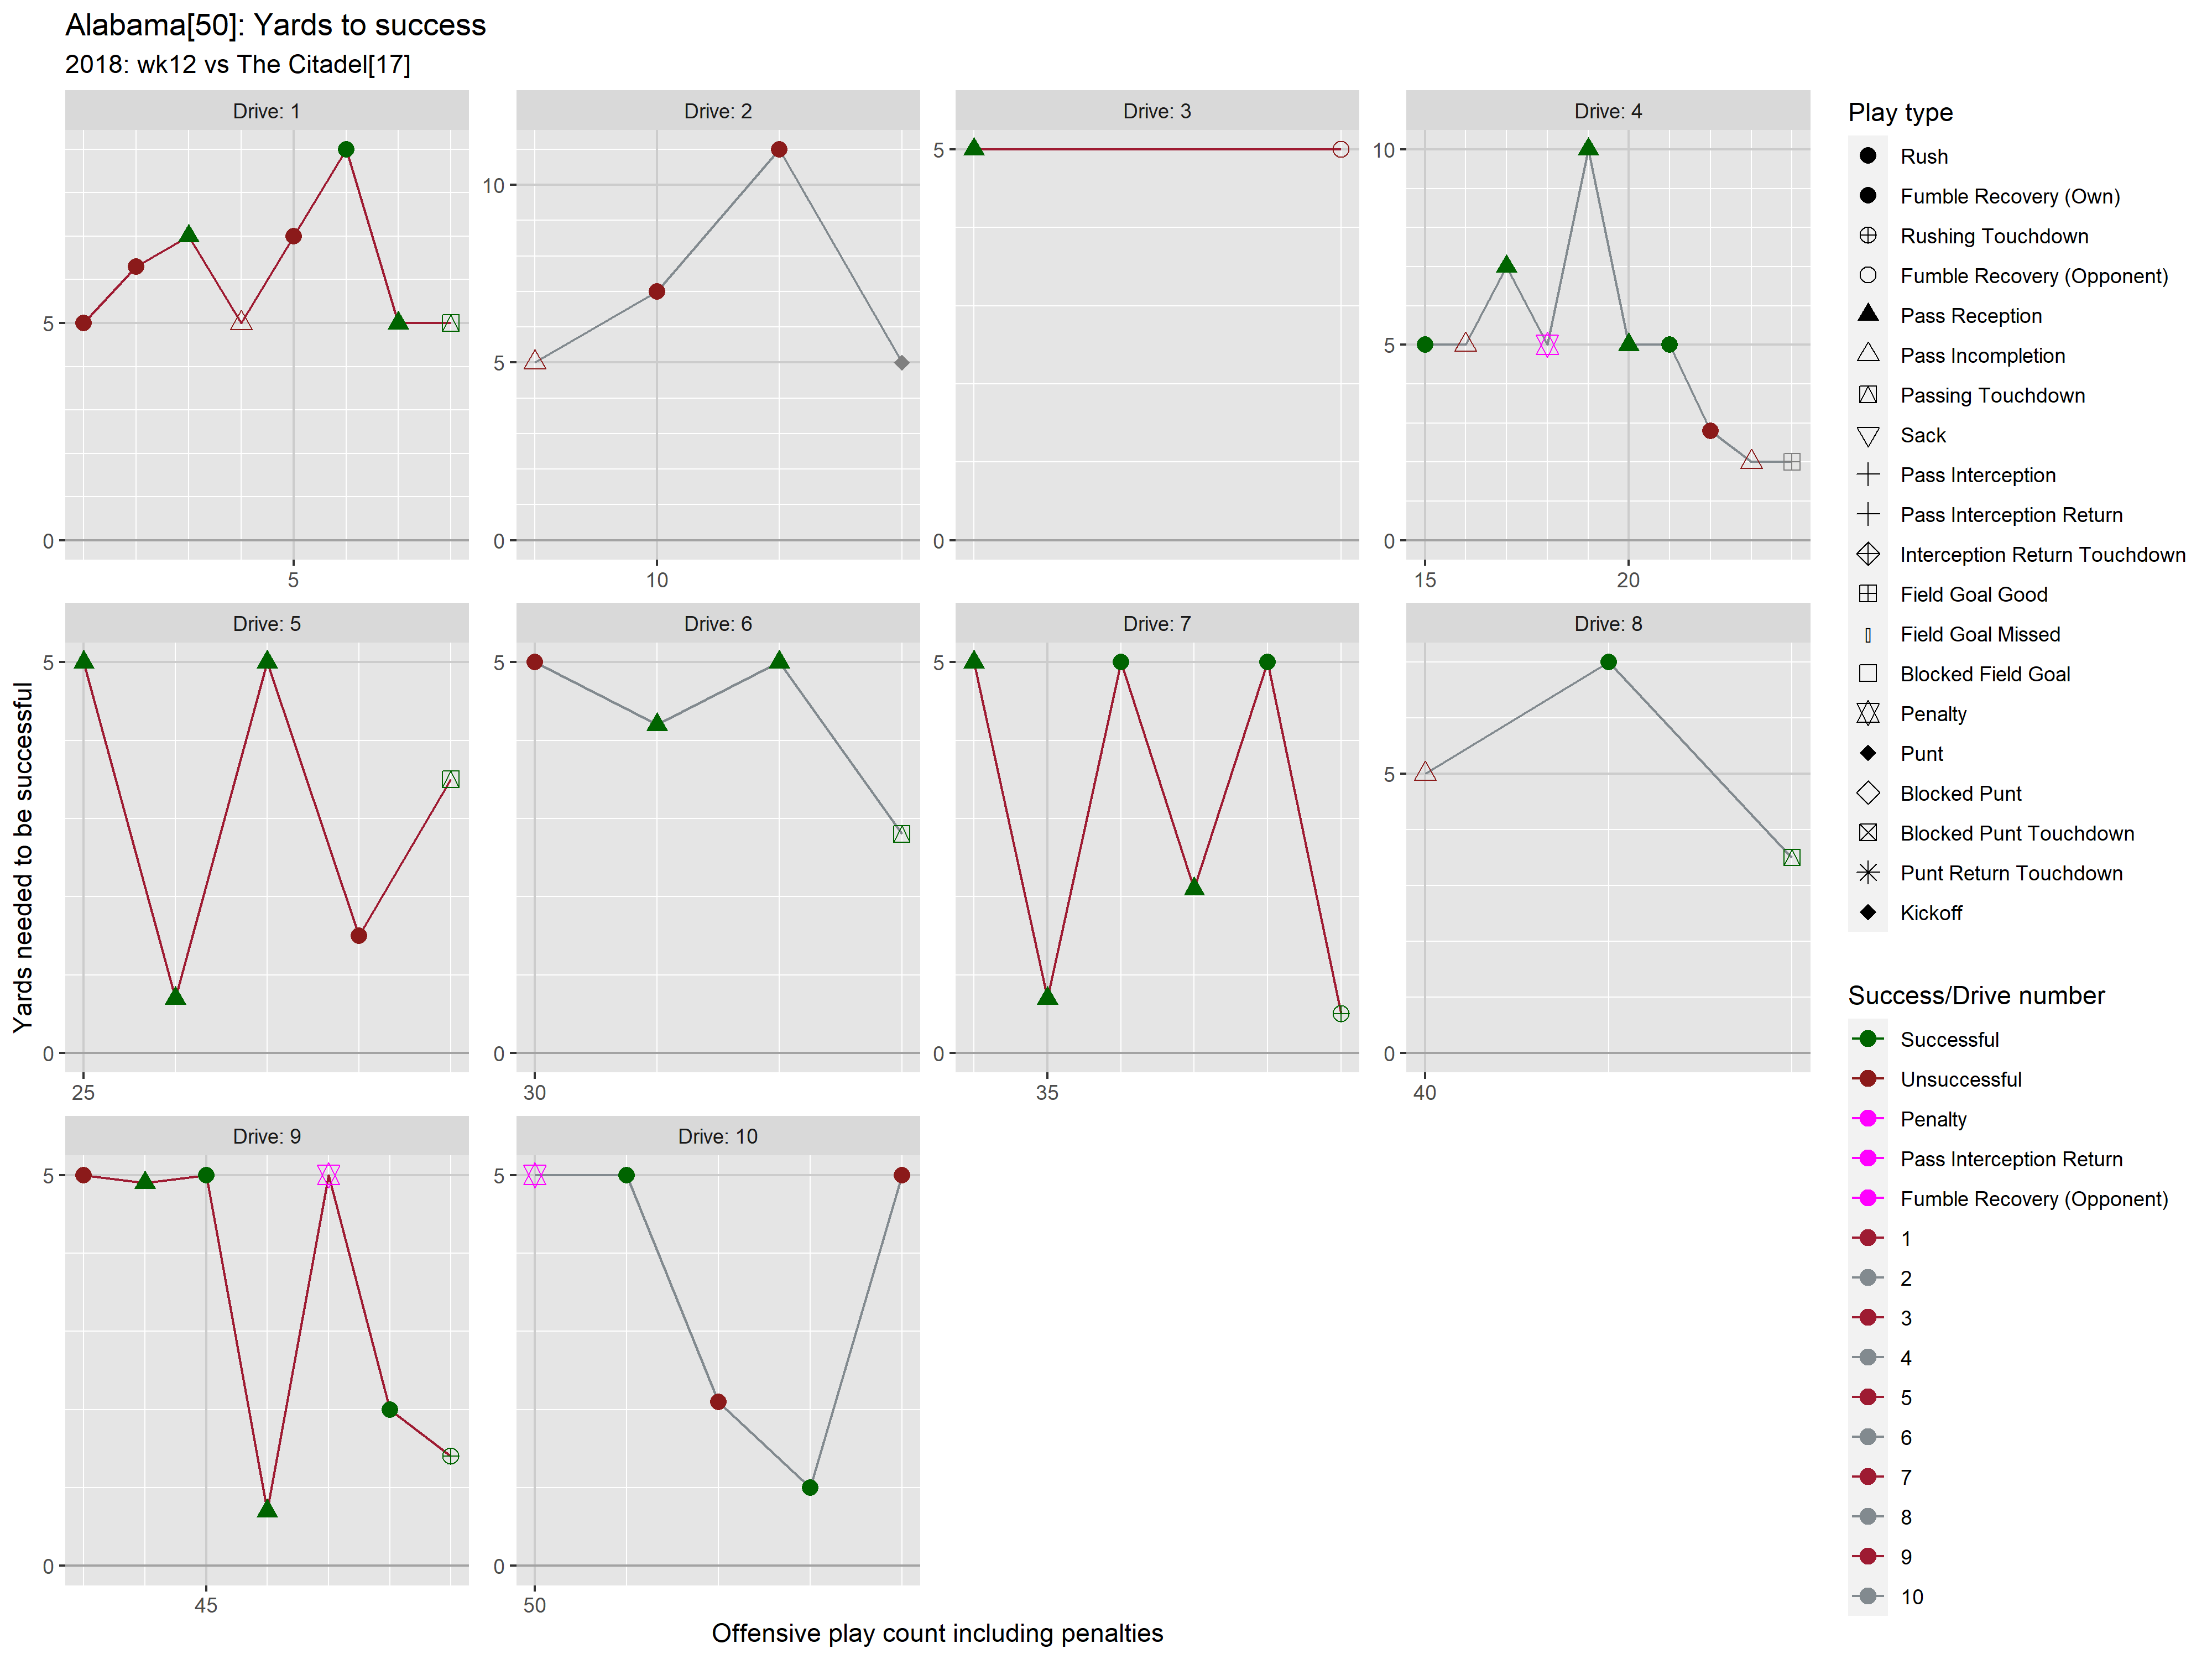 Alabama[50]: Yards to success
2018: wk12 vs The Citadel[17]
Drive: 1
Drive: 2
Drive: 3
Drive: 4
5
0
5
10
5
0
10
5
0
10
5
0
15
20
Drive: 5
Drive: 6
Drive: 7
Drive: 8
5
0
25
5
0
30
5
0
35
5
0
40
Drive: 9
Drive: 10
5
0
45
5
0
50
Yards needed to be successful
Offensive play count including penalties
Play type
Rush
Fumble Recovery (Own)
Rushing Touchdown
Fumble Recovery (Opponent)
Pass Reception
Pass Incompletion
Passing Touchdown
Sack
Pass Interception
Pass Interception Return
Interception Return Touchdown
Field Goal Good
Field Goal Missed
Blocked Field Goal
Penalty
Punt
Blocked Punt
Blocked Punt Touchdown
Punt Return Touchdown
Kickoff
Success/Drive number
Successful
Unsuccessful
Penalty
Pass Interception Return
Fumble Recovery (Opponent)
1
2
3
4
5
6
7
8
9
10